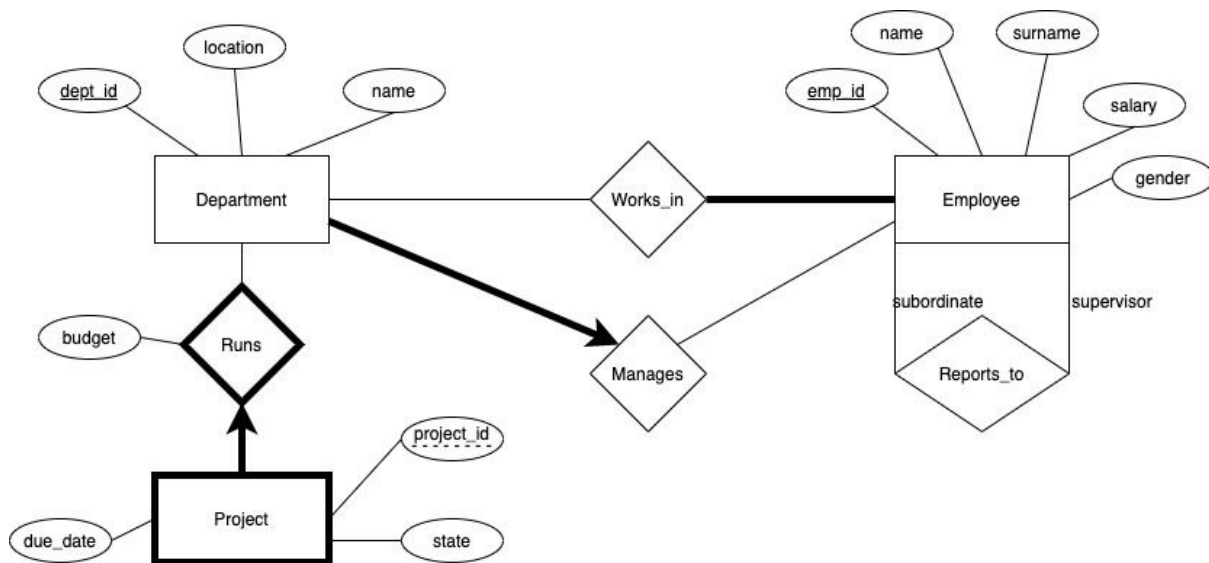 location
name
surname
dept_id
name
emp_id
salary
gender
Department
Works_in
Employee
subordinate
supervisor
budget
Runs
Manages
Reports_to
project_id
Project
due_date
state